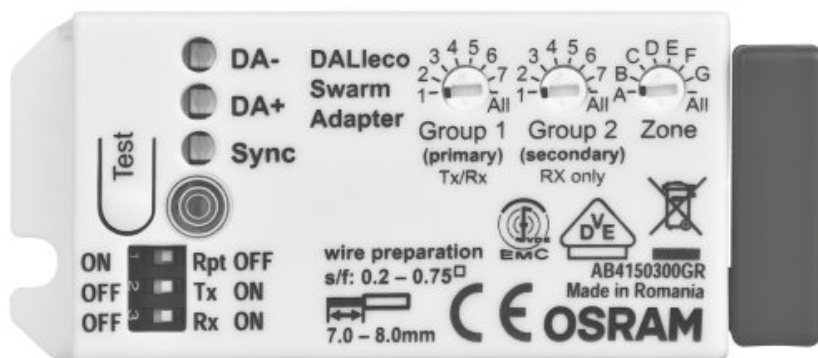 DA-
DA+
Sync
Test
DALIeco
Swarm
Adapter
1 2 3 4 5 6 7 All
Group 1
(primary)
Tx/Rx
1 2 3 4 5 6 7 All
Group 2
(secondary)
RX only
A B C D E F G All
Zone
ON 1 Rpt OFF
OFF 2 Tx ON
OFF 3 Rx ON
wire preparation
s/f: 0.2 – 0.75□
7.0 – 8.0mm
VDE
EMC
DVE
AB4150300GR
Made in Romania
CE OSRAM